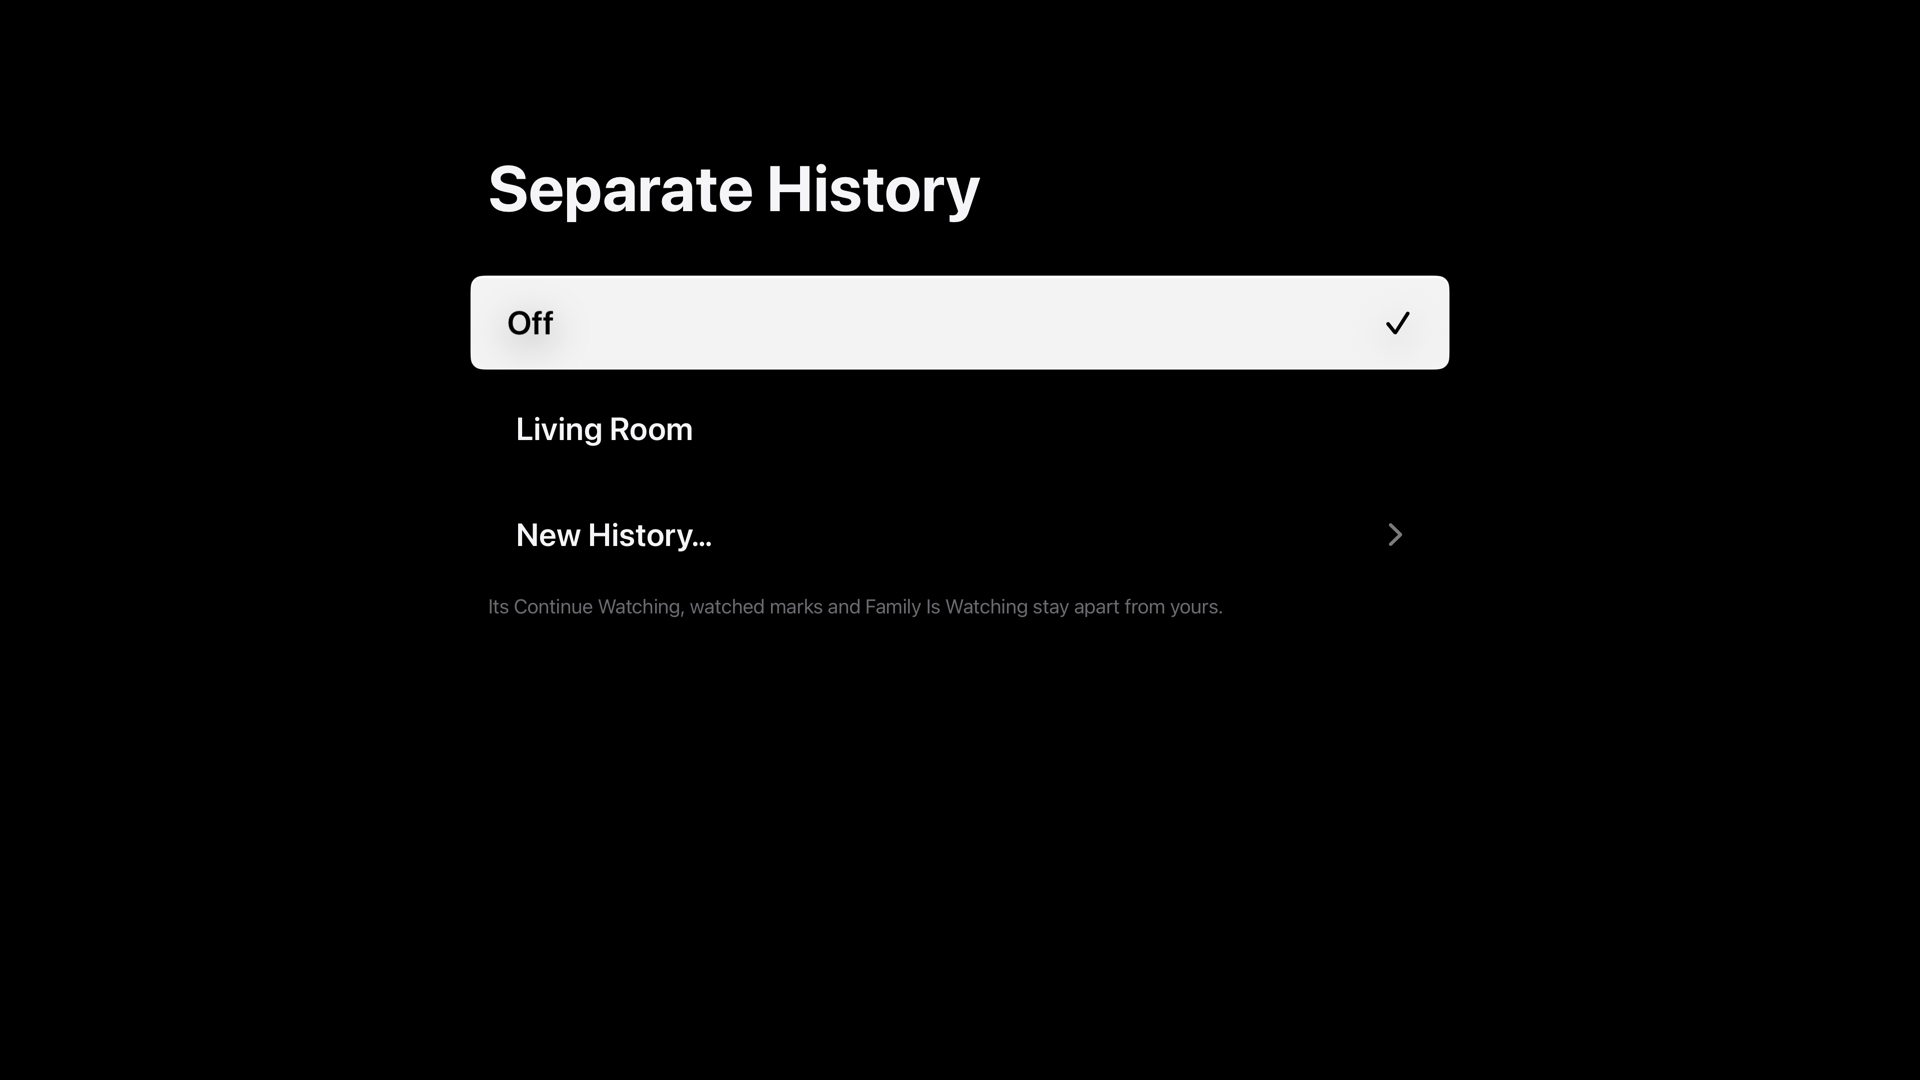 Separate History
Off
Living Room
New History...
Its Continue Watching, watched marks and Family Is Watching stay apart from yours.